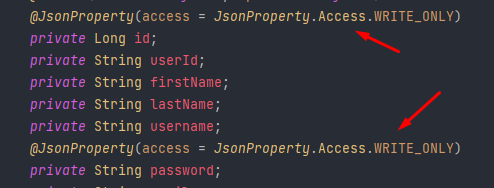 @JsonProperty(access = JsonProperty.Access.WRITE_ONLY)
private Long id;
private String userId;
private String firstName;
private String lastName;
private String username;
@JsonProperty(access = JsonProperty.Access.WRITE_ONLY)
private String password;